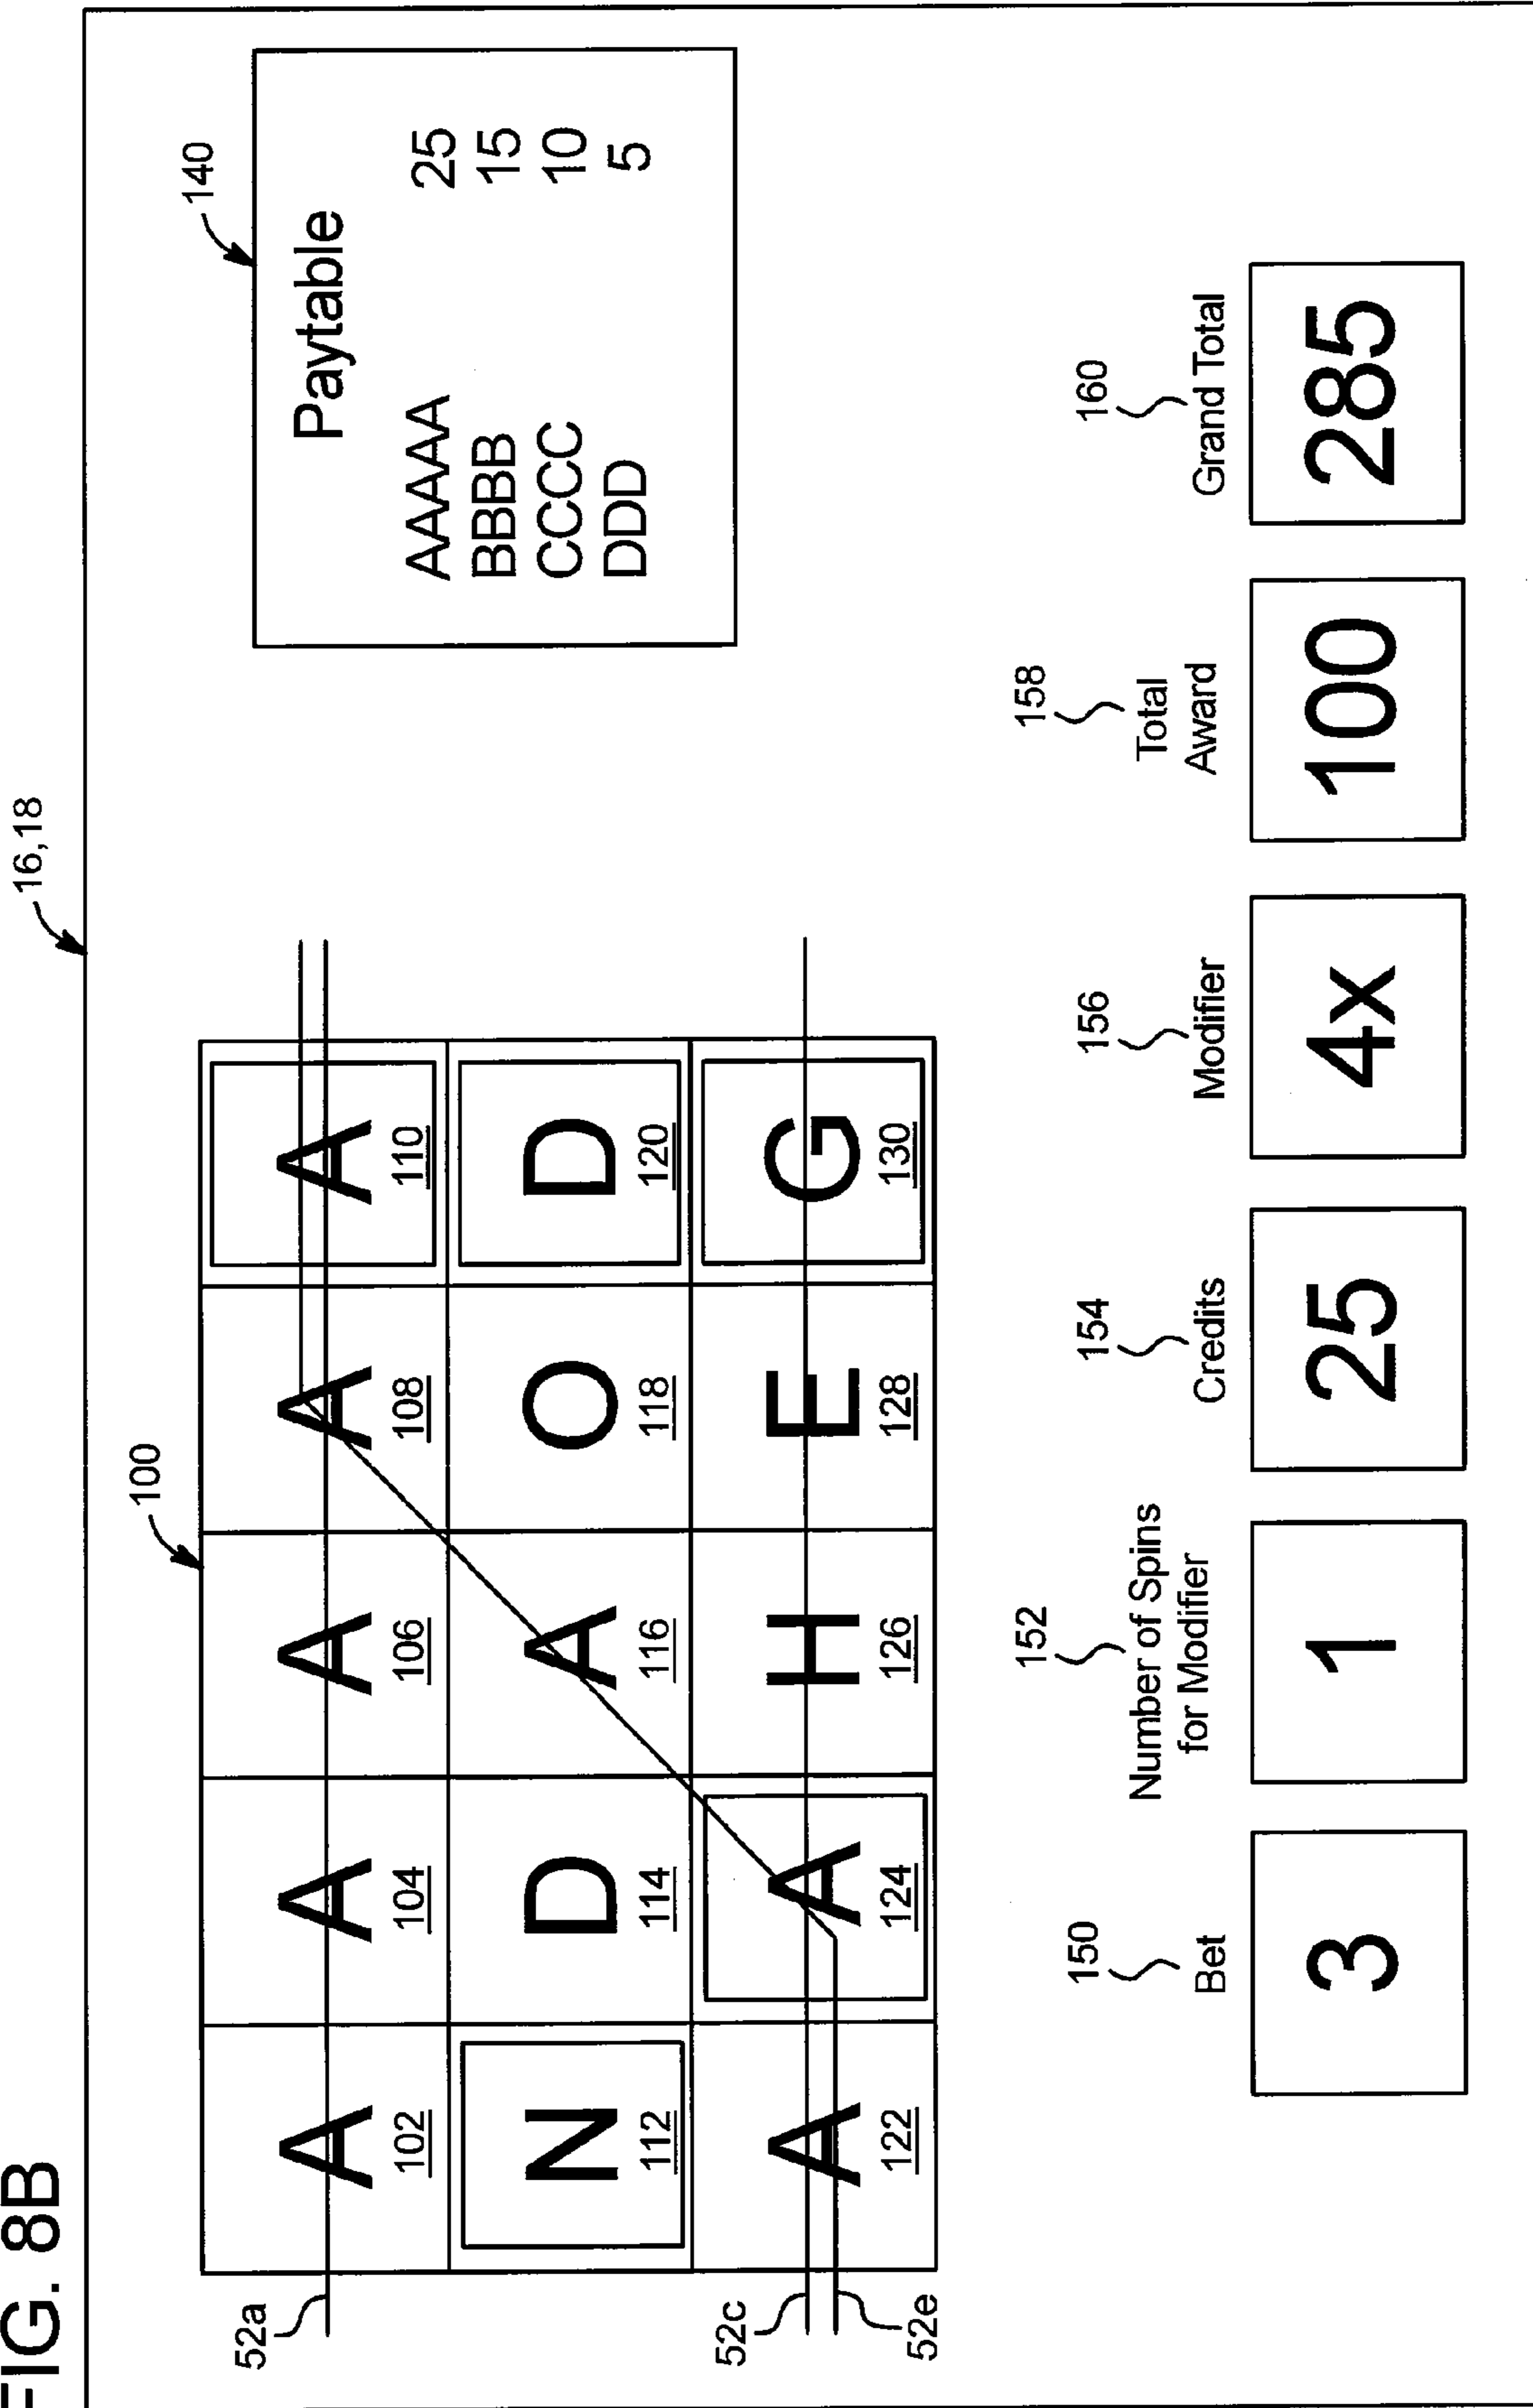 FIG. 8B
16,18
100
140
A A A A A
102 104 106 108 110
N D A O D
112 114 116 118 120
A A H E G
122 124 126 128 130
52a
52c
52e
Paytable
AAAAA 25
BBBB 15
CCCC 10
DDD 5
150 152 154 156 158 160
Bet
Number of Spins
for Modifier
Credits
Modifier
Total
Award
Grand Total
3 1 25 4x 100 285